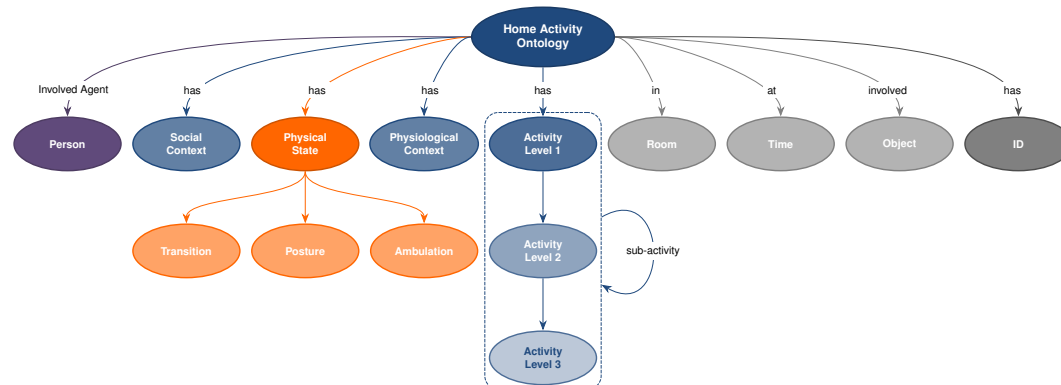 Home Activity
Ontology
Involved Agent
has
has
has
has
in
at
involved
has
Person
Social
Context
Physical
State
Physiological
Context
Activity
Level 1
Room
Time
Object
ID
Transition
Posture
Ambulation
Activity
Level 2
sub-activity
Activity
Level 3